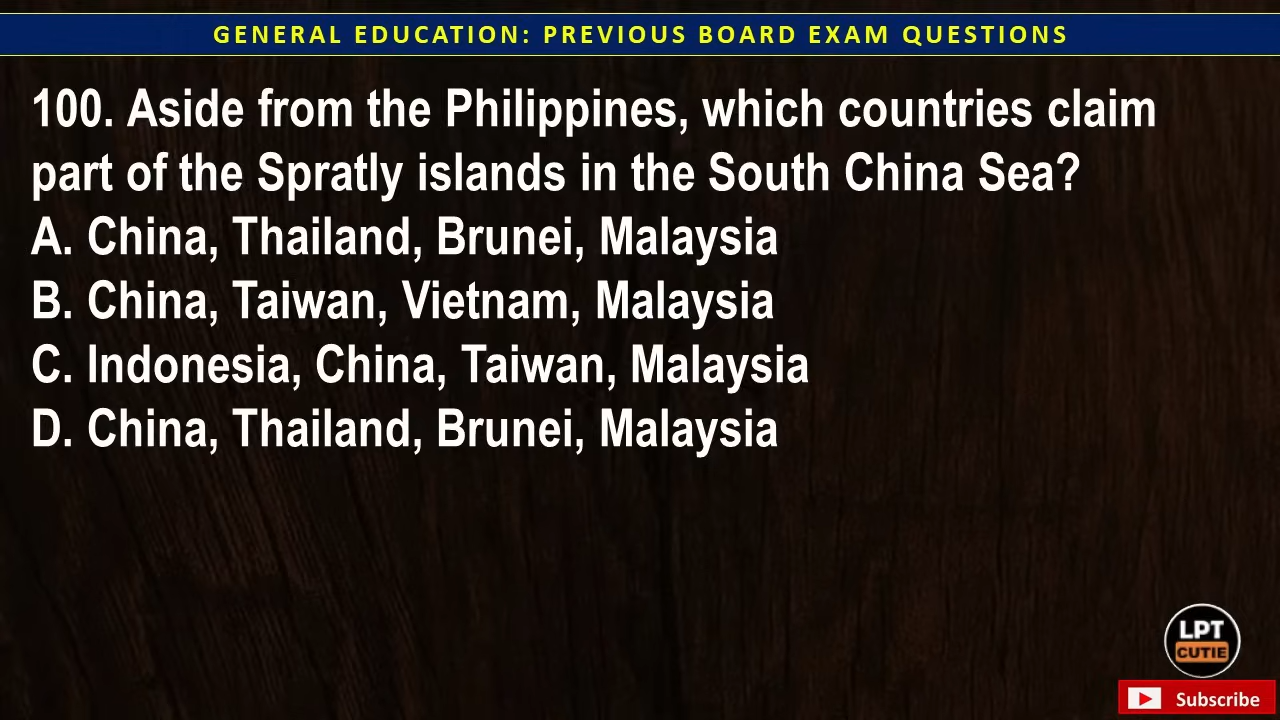 GENERAL EDUCATION: PREVIOUS BOARD EXAM QUESTIONS
100. Aside from the Philippines, which countries claim
part of the Spratly islands in the South China Sea?
A. China, Thailand, Brunei, Malaysia
B. China, Taiwan, Vietnam, Malaysia
C. Indonesia, China, Taiwan, Malaysia
D. China, Thailand, Brunei, Malaysia
LPT
CUTIE
Subscribe